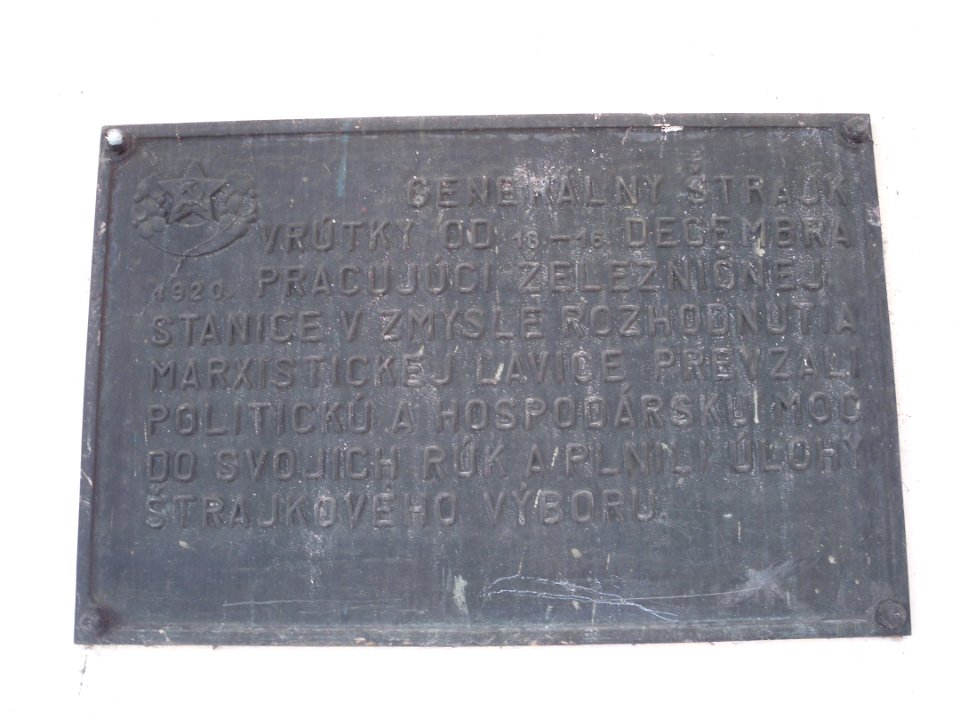 GENERÁLNY ŠTRAJK
VRÚTKY OD 13.–16. DECEMBRA
1920. PRACUJÚCI ŽELEZNIČNEJ
STANICE V ZMYSLE ROZHODNUTIA
MARXISTICKEJ ĽAVICE PREVZALI
POLITICKÚ A HOSPODÁRSKU MOC
DO SVOJICH RÚK A PLNILI ÚLOHY
ŠTRAJKOVÉHO VÝBORU.